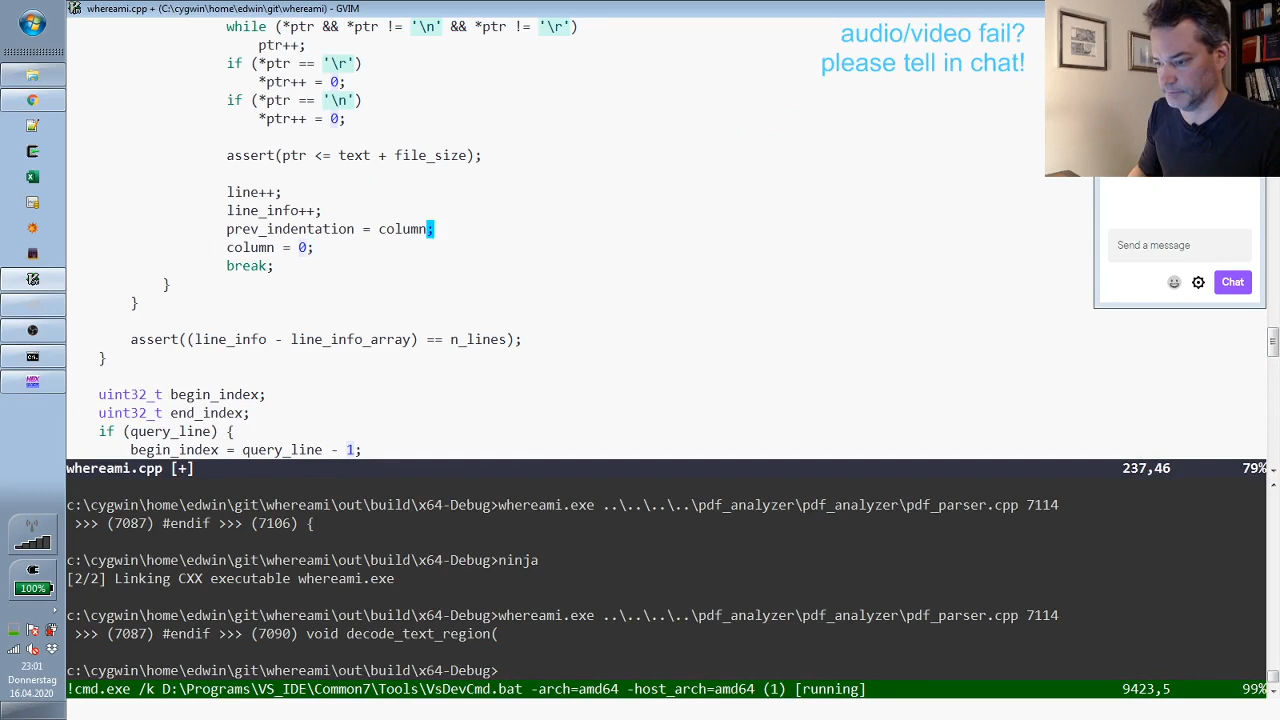 whereami.cpp + (C:\cygwin\home\edwin\git\whereami) - GVIM
while (*ptr && *ptr != '\n' && *ptr != '\r')
ptr++;
if (*ptr == '\r')
*ptr++ = 0;
if (*ptr == '\n')
*ptr++ = 0;
assert(ptr <= text + file_size);
line++;
line_info++;
prev_indentation = column;
column = 0;
break;
}
}
assert((line_info - line_info_array) == n_lines);
}
uint32_t begin_index;
uint32_t end_index;
if (query_line) {
begin_index = query_line - 1;
whereami.cpp [+] 237,46 79%
c:\cygwin\home\edwin\git\whereami\out\build\x64-Debug>whereami.exe ..\..\..\..\pdf_analyzer\pdf_analyzer\pdf_parser.cpp 7114
>>> (7087) #endif >>> (7106) {
c:\cygwin\home\edwin\git\whereami\out\build\x64-Debug>ninja
[2/2] Linking CXX executable whereami.exe
c:\cygwin\home\edwin\git\whereami\out\build\x64-Debug>whereami.exe ..\..\..\..\pdf_analyzer\pdf_analyzer\pdf_parser.cpp 7114
>>> (7087) #endif >>> (7090) void decode_text_region(
c:\cygwin\home\edwin\git\whereami\out\build\x64-Debug>
!cmd.exe /k D:\Programs\VS_IDE\Common7\Tools\VsDevCmd.bat -arch=amd64 -host_arch=amd64 (1) [running] 9423,5 99%
audio/video fail?
please tell in chat!
Send a message
Chat
100%
23:01
Donnerstag
16.04.2020